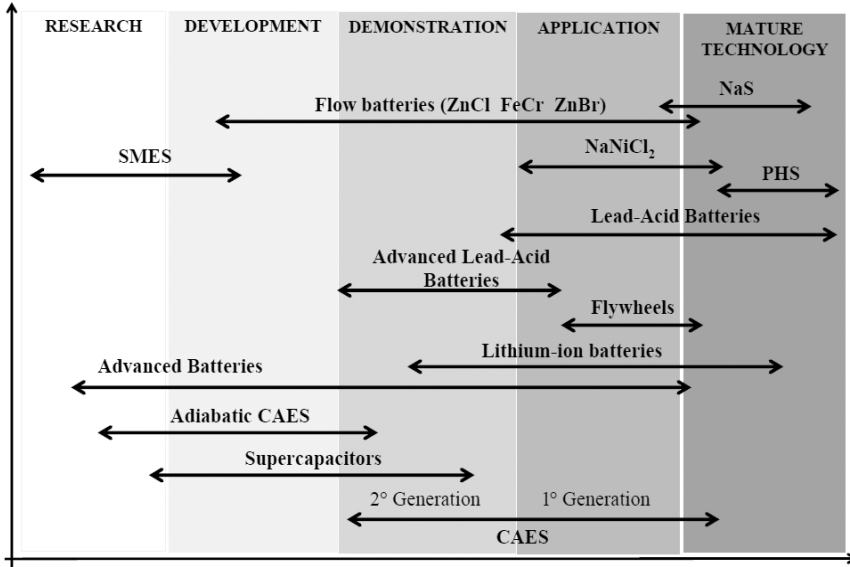 RESEARCH
DEVELOPMENT
DEMONSTRATION
APPLICATION
MATURE
TECHNOLOGY
NaS
Flow batteries (ZnCl FeCr ZnBr)
NaNiCl₂
SMES
PHS
Lead-Acid Batteries
Advanced Lead-Acid
Batteries
Flywheels
Lithium-ion batteries
Advanced Batteries
Adiabatic CAES
Supercapacitors
2° Generation
1° Generation
CAES